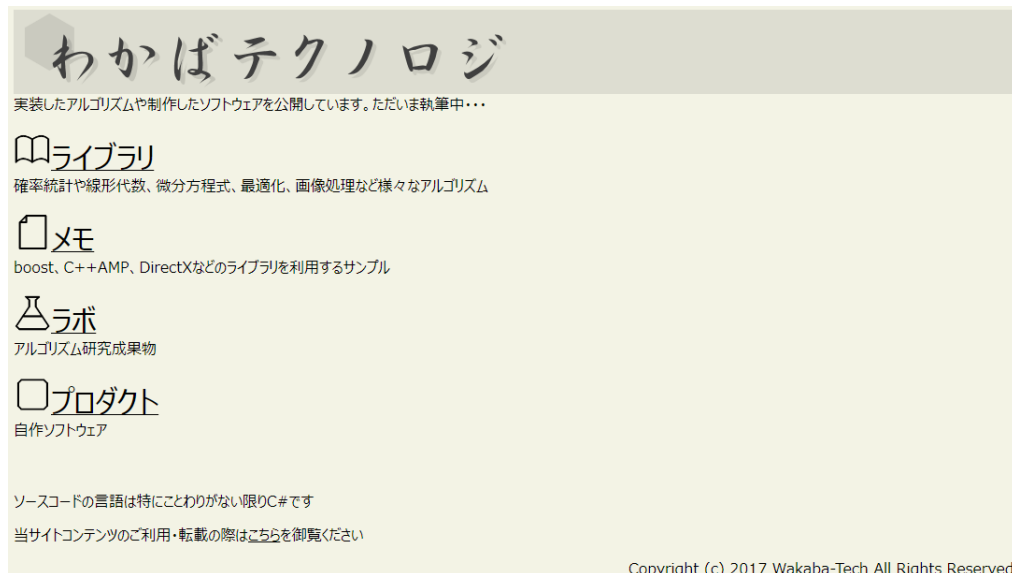 わかばテクノロジ
実装したアルゴリズムや制作したソフトウェアを公開しています。ただいま執筆中・・・
ライブラリ
確率統計や線形代数、微分方程式、最適化、画像処理など様々なアルゴリズム
メモ
boost、C++AMP、DirectXなどのライブラリを利用するサンプル
ラボ
アルゴリズム研究成果物
プロダクト
自作ソフトウェア
ソースコードの言語は特にことわりがない限りC#です
当サイトコンテンツのご利用・転載の際はこちらを御覧ください
Copyright (c) 2017 Wakaba-Tech All Rights Reserved